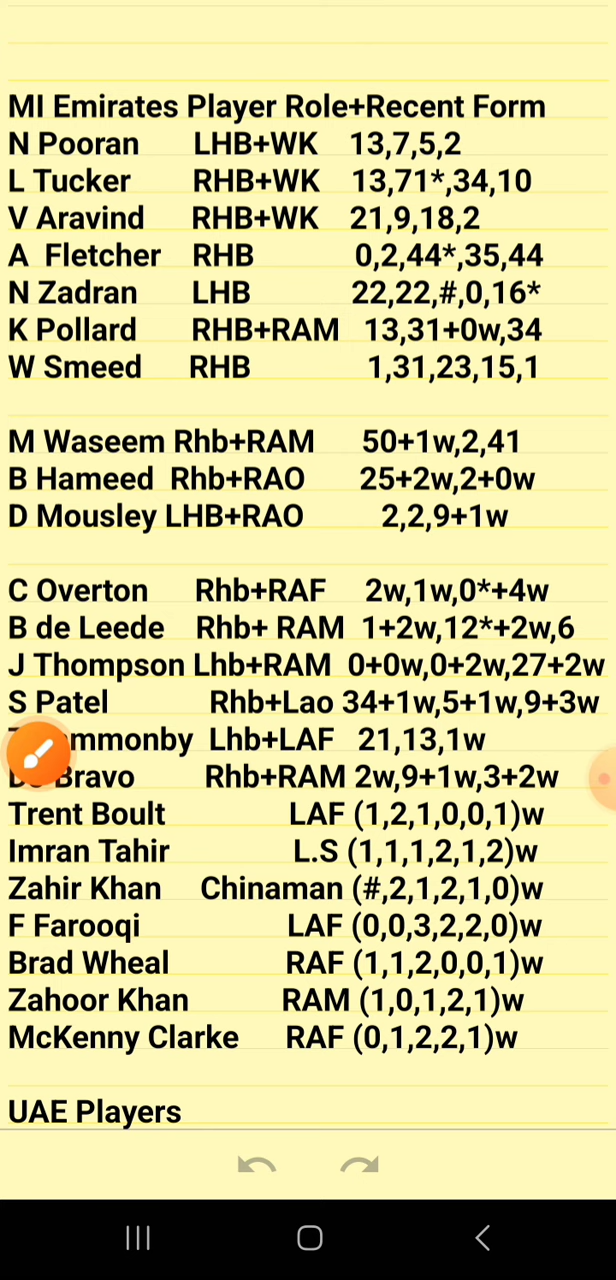 MI Emirates Player Role+Recent Form
N Pooran LHB+WK 13,7,5,2
L Tucker RHB+WK 13,71*,34,10
V Aravind RHB+WK 21,9,18,2
A Fletcher RHB 0,2,44*,35,44
N Zadran LHB 22,22,#,0,16*
K Pollard RHB+RAM 13,31+0w,34
W Smeed RHB 1,31,23,15,1
M Waseem Rhb+RAM 50+1w,2,41
B Hameed Rhb+RAO 25+2w,2+0w
D Mousley LHB+RAO 2,2,9+1w
C Overton Rhb+RAF 2w,1w,0*+4w
B de Leede Rhb+ RAM 1+2w,12*+2w,6
J Thompson Lhb+RAM 0+0w,0+2w,27+2w
S Patel Rhb+Lao 34+1w,5+1w,9+3w
Lhb+LAF 21,13,1w
Bravo Rhb+RAM 2w,9+1w,3+2w
Trent Boult LAF (1,2,1,0,0,1)w
Imran Tahir L.S (1,1,1,2,1,2)w
Zahir Khan Chinaman (#,2,1,2,1,0)w
F Farooqi LAF (0,0,3,2,2,0)w
Brad Wheal RAF (1,1,2,0,0,1)w
Zahoor Khan RAM (1,0,1,2,1)w
McKenny Clarke RAF (0,1,2,2,1)w
UAE Players